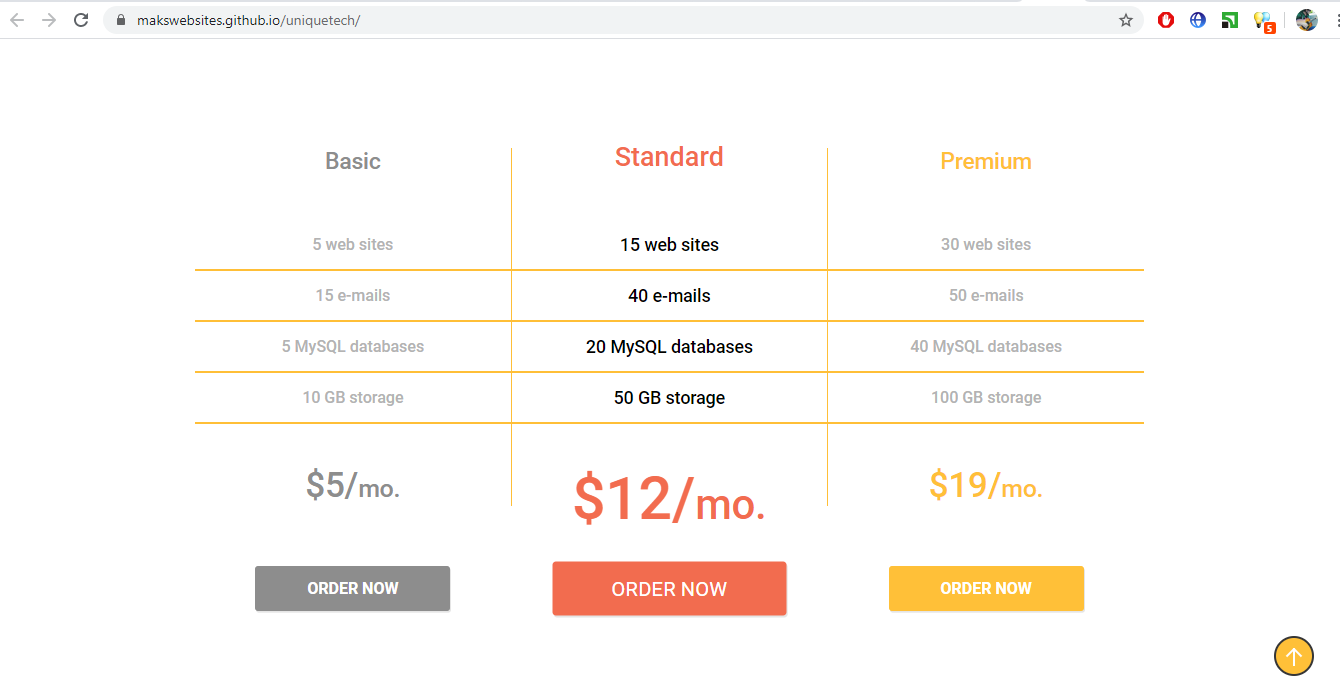 makswebsites.github.io/uniquetech/
5
Basic
Standard
Premium
5 web sites
15 web sites
30 web sites
15 e-mails
40 e-mails
50 e-mails
5 MySQL databases
20 MySQL databases
40 MySQL databases
10 GB storage
50 GB storage
100 GB storage
$5/mo.
$12/mo.
$19/mo.
ORDER NOW
ORDER NOW
ORDER NOW